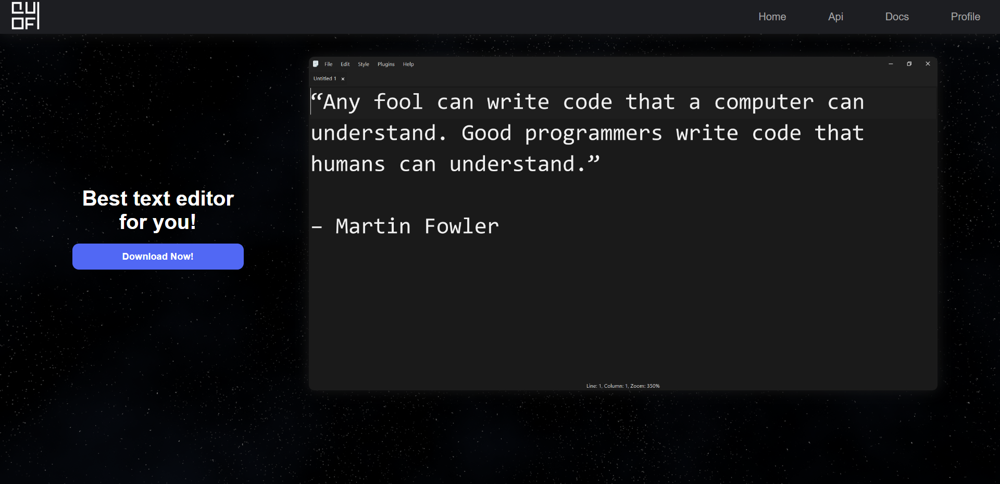 Home Api Docs Profile
File Edit Style Plugins Help
Untitled 1
“Any fool can write code that a computer can
understand. Good programmers write code that
humans can understand.”
– Martin Fowler
Line: 1, Column: 1, Zoom: 350%
Best text editor
for you!
Download Now!